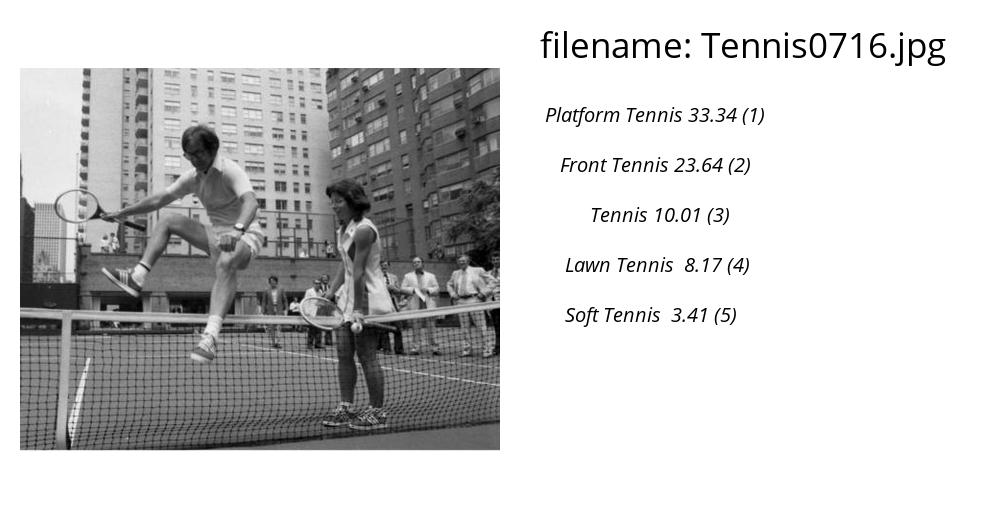 filename: Tennis0716.jpg
Platform Tennis 33.34 (1)
Front Tennis 23.64 (2)
Tennis 10.01 (3)
Lawn Tennis 8.17 (4)
Soft Tennis 3.41 (5)